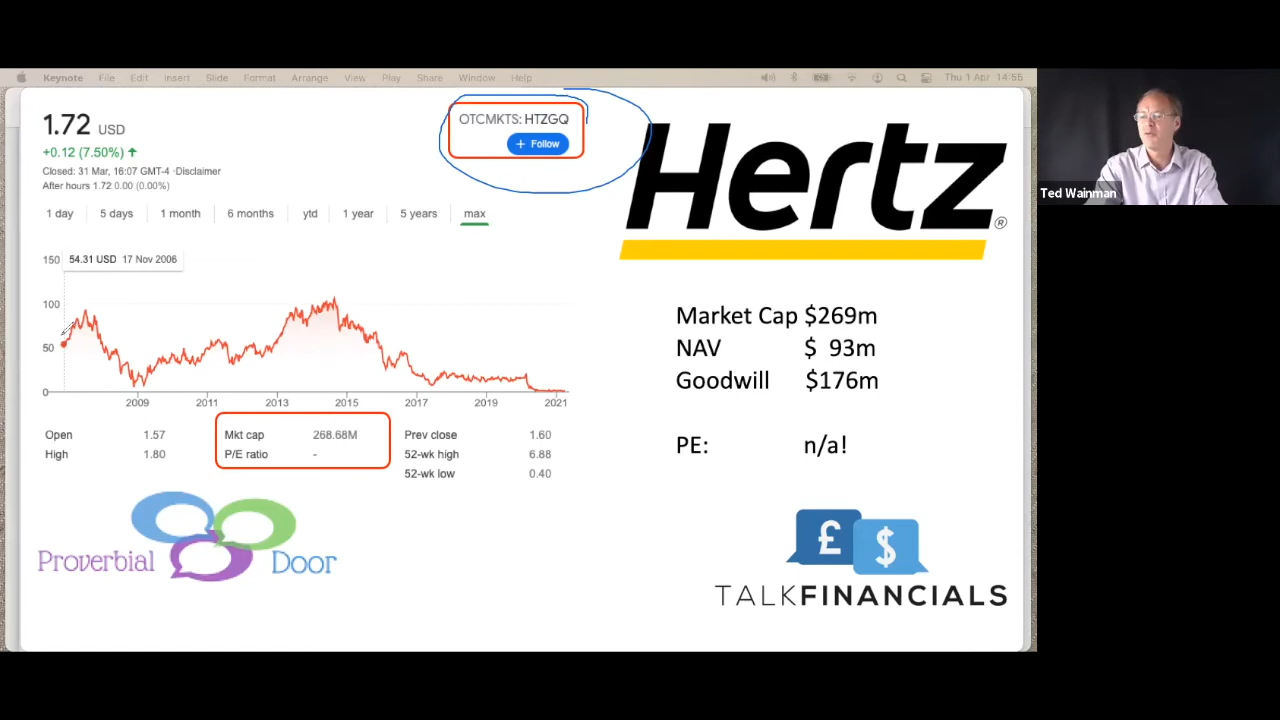 Keynote File Edit Insert Slide Format Arrange View Play Share Window Help Thu 1 Apr 14:55
1.72 USD
+0.12 (7.50%) ↑
Closed: 31 Mar, 16:07 GMT-4 ·Disclaimer
After hours 1.72 0.00 (0.00%)
OTCMKTS: HTZGQ
+ Follow
Hertz®
Ted Wainman
1 day 5 days 1 month 6 months ytd 1 year 5 years max
54.31 USD 17 Nov 2006
150
100
50
0
2009 2011 2013 2015 2017 2019 2021
Open 1.57 Mkt cap 268.68M Prev close 1.60
High 1.80 P/E ratio - 52-wk high 6.88
52-wk low 0.40
Market Cap $269m
NAV $ 93m
Goodwill $176m
PE: n/a!
Proverbial Door
£ $
TALKFINANCIALS